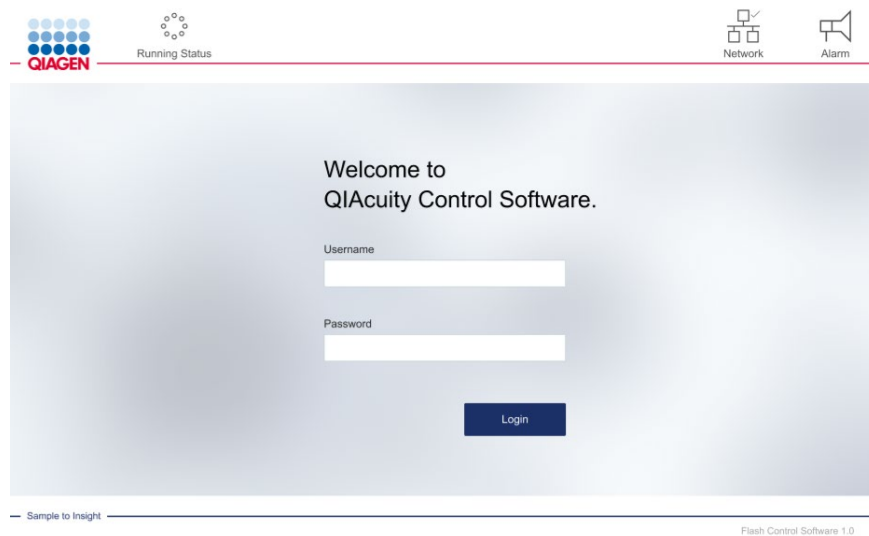 QIAGEN
Running Status
Network
Alarm
Welcome to
QIAcuity Control Software.
Username
Password
Login
Sample to Insight
Flash Control Software 1.0